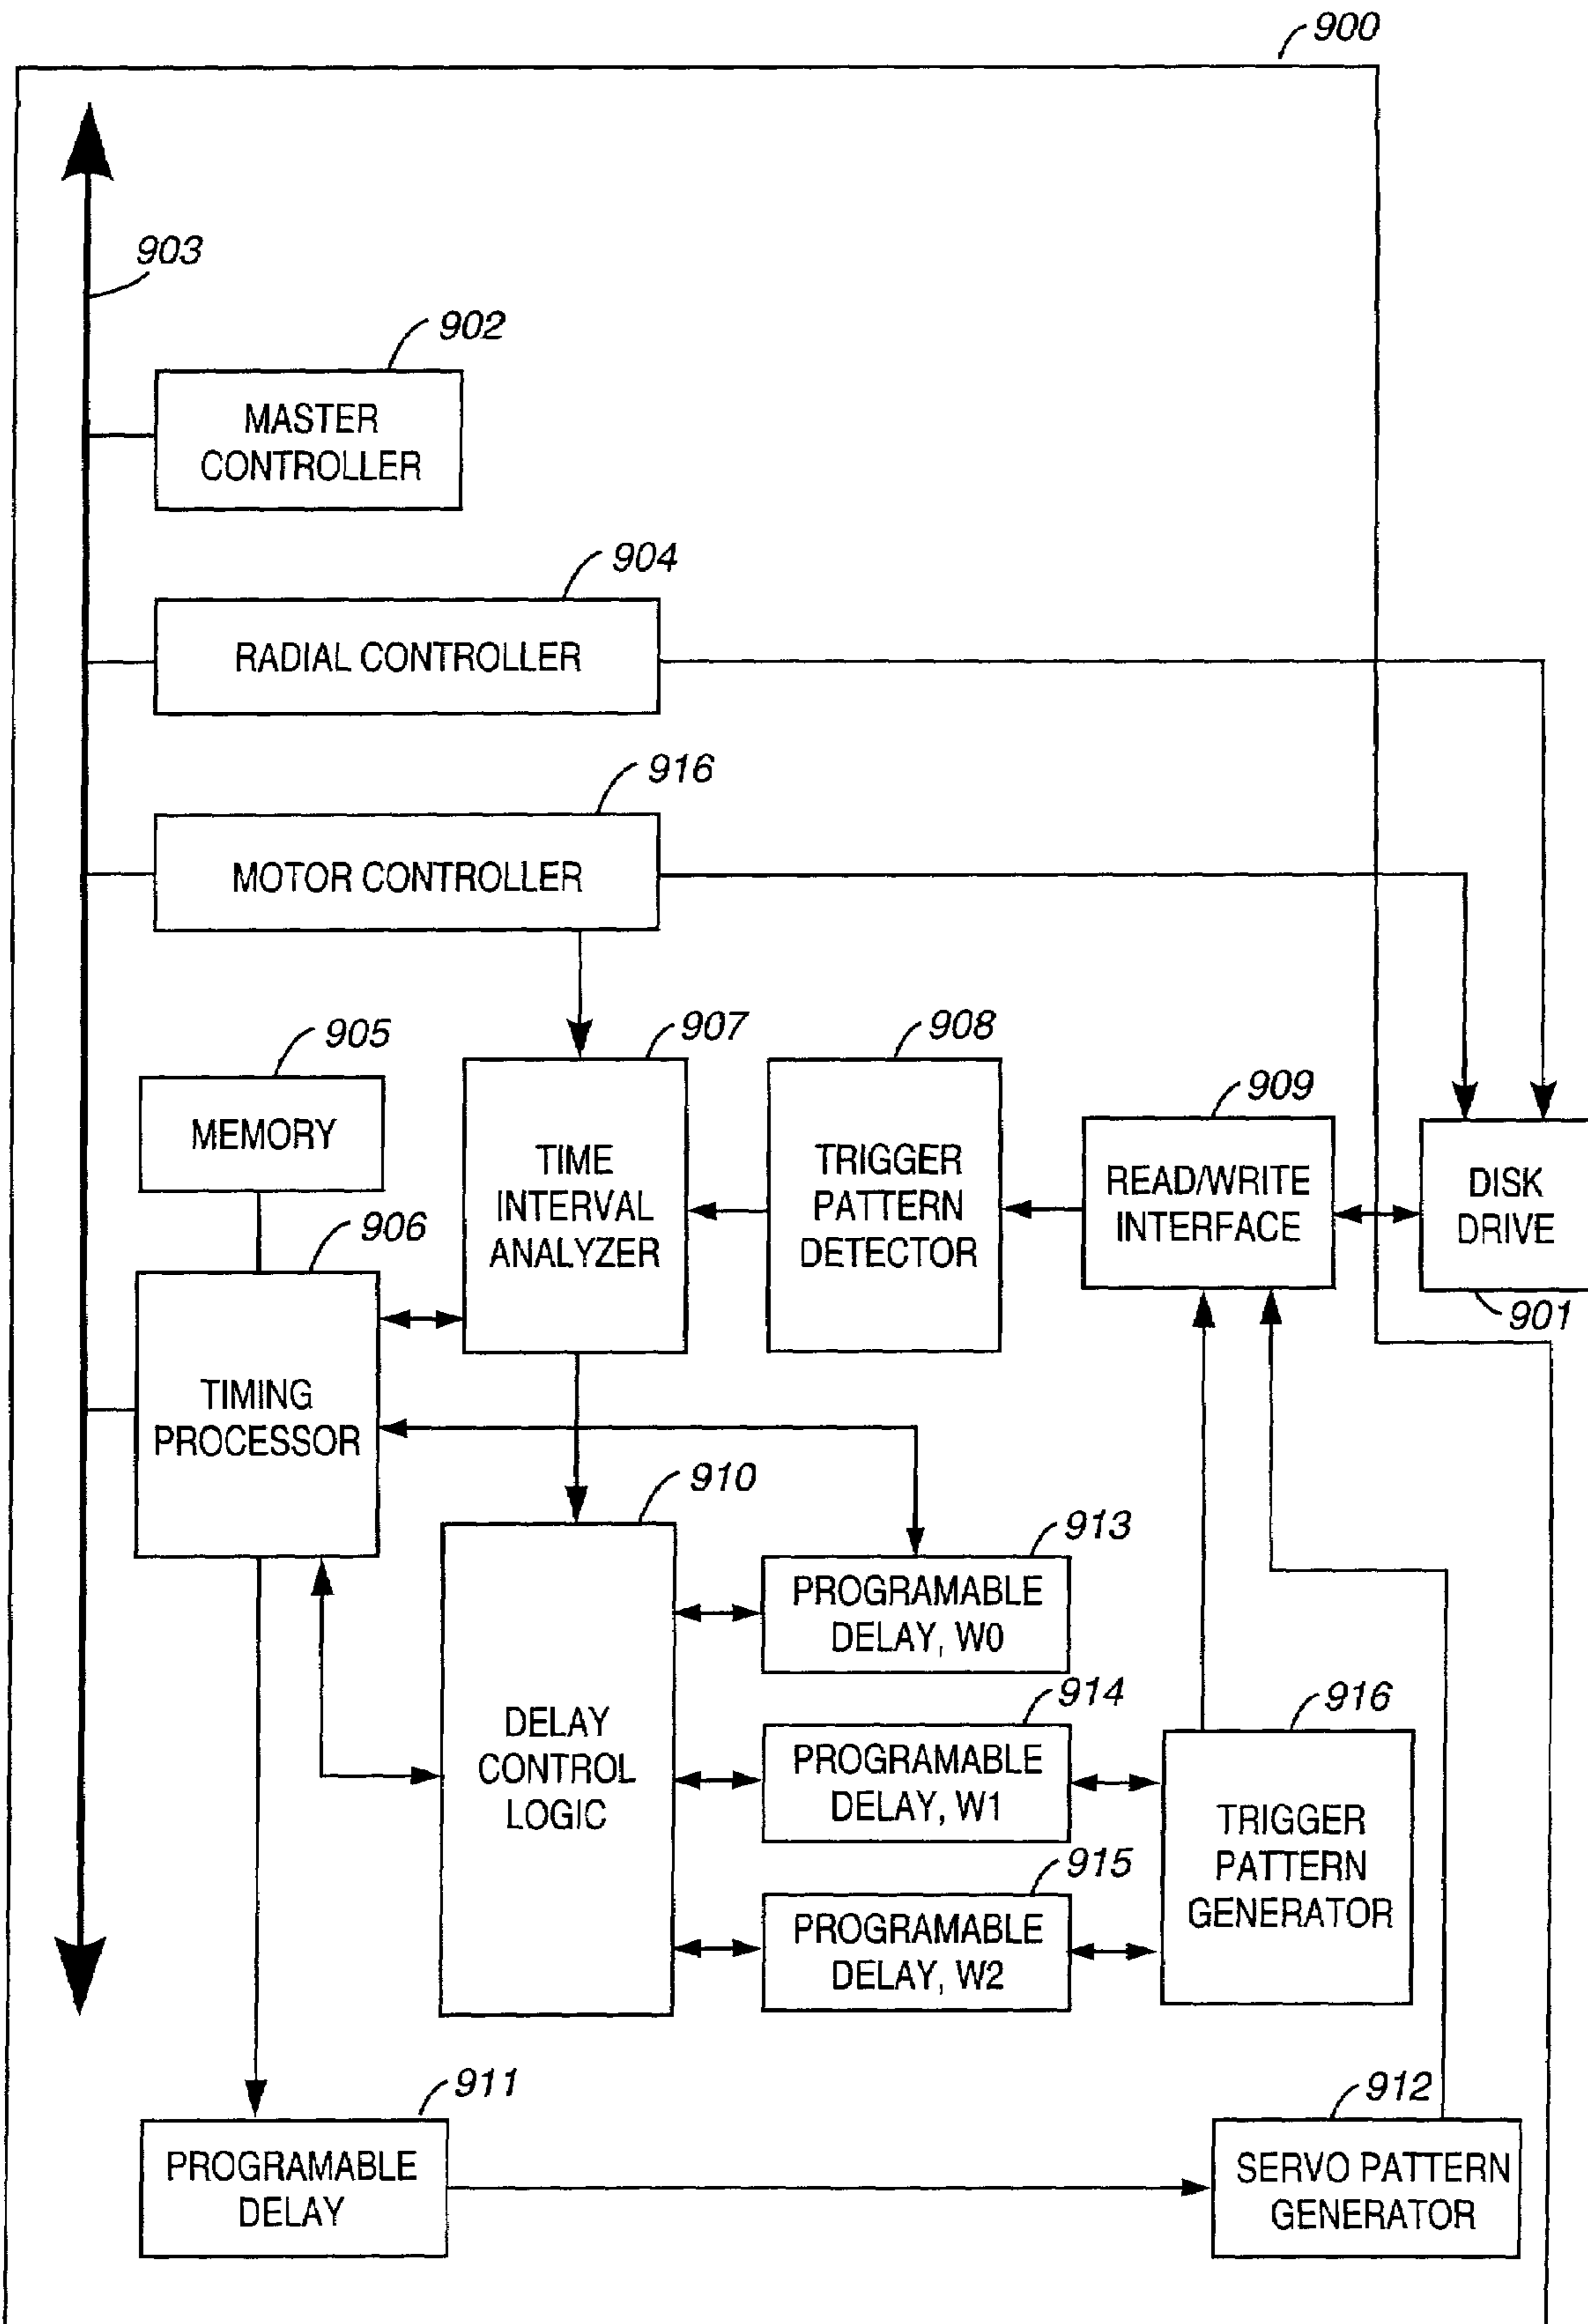 900
903
902
MASTER
CONTROLLER
904
RADIAL CONTROLLER
916
MOTOR CONTROLLER
905
MEMORY
907
TIME
INTERVAL
ANALYZER
908
TRIGGER
PATTERN
DETECTOR
909
READ/WRITE
INTERFACE
DISK
DRIVE
901
906
TIMING
PROCESSOR
910
DELAY
CONTROL
LOGIC
913
PROGRAMABLE
DELAY, W0
914
PROGRAMABLE
DELAY, W1
915
PROGRAMABLE
DELAY, W2
916
TRIGGER
PATTERN
GENERATOR
911
PROGRAMABLE
DELAY
912
SERVO PATTERN
GENERATOR